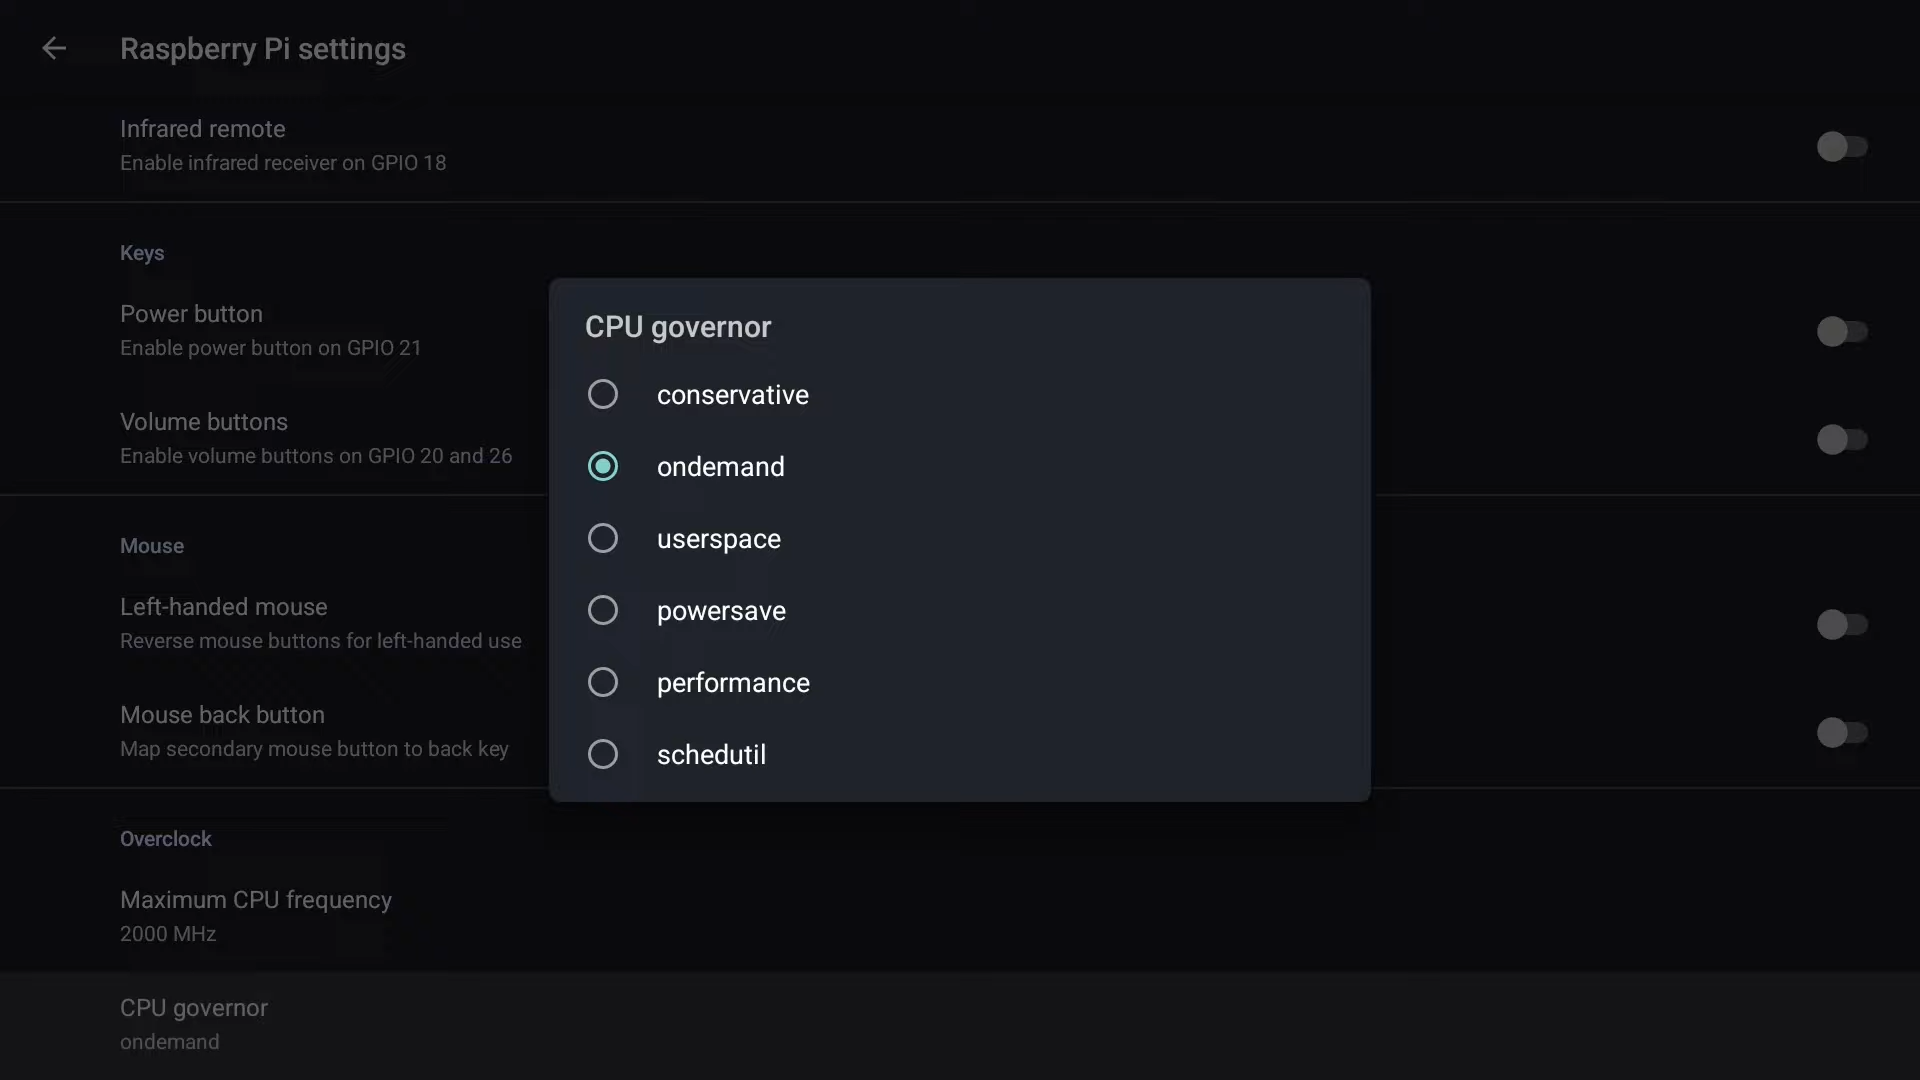 Raspberry Pi settings
Infrared remote
Enable infrared receiver on GPIO 18
Keys
Power button
Enable power button on GPIO 21
Volume buttons
Enable volume buttons on GPIO 20 and 26
Mouse
Left-handed mouse
Reverse mouse buttons for left-handed use
Mouse back button
Map secondary mouse button to back key
Overclock
Maximum CPU frequency
2000 MHz
CPU governor
ondemand
CPU governor
conservative
ondemand
userspace
powersave
performance
schedutil